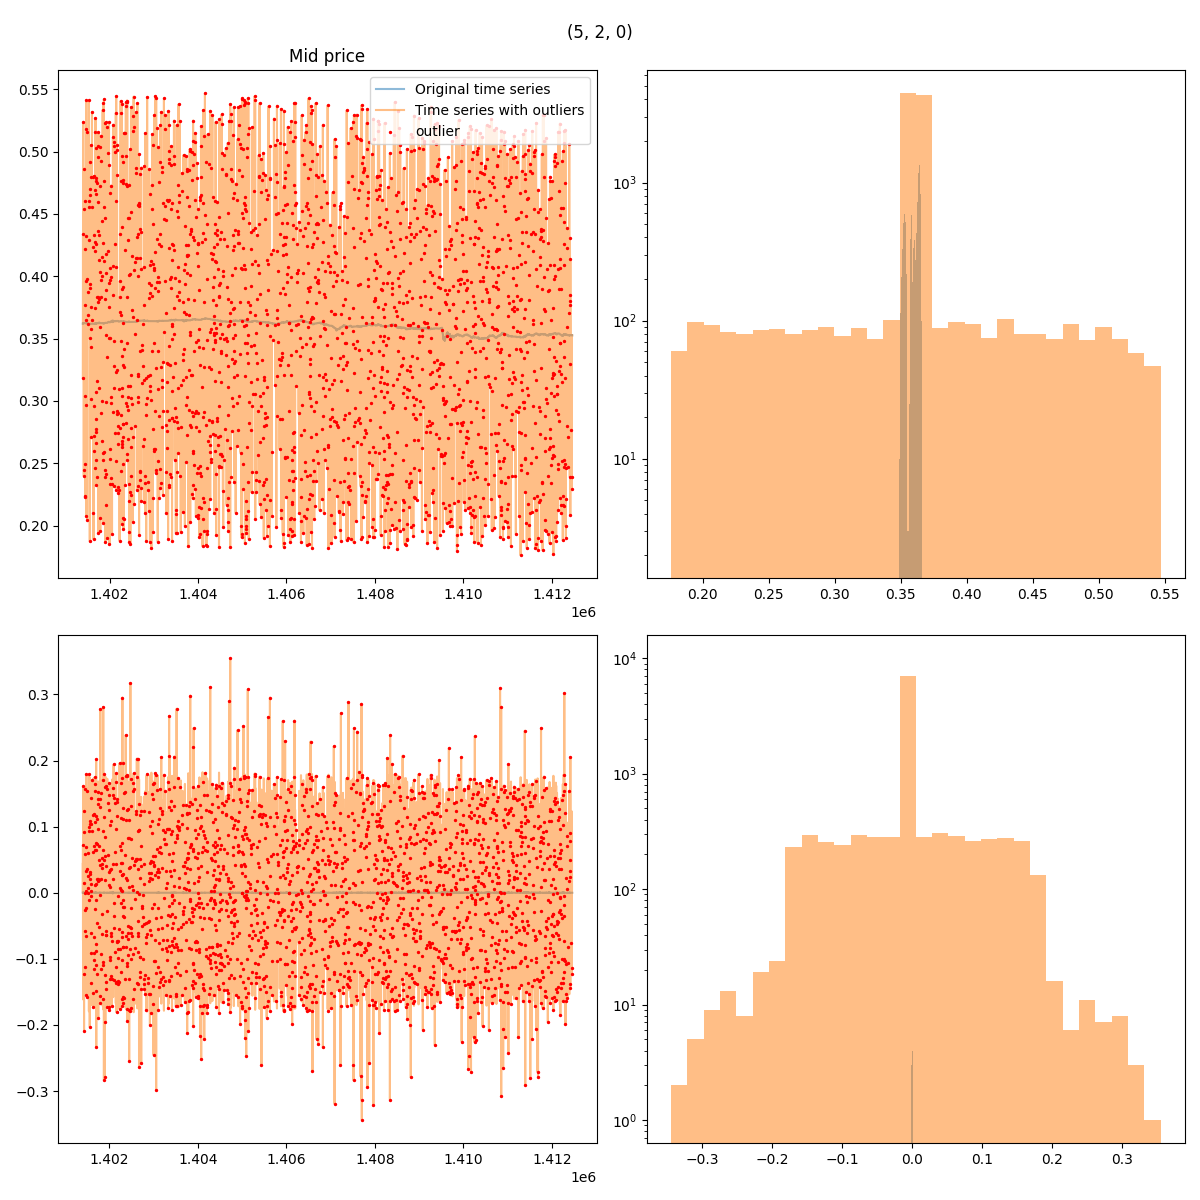 (5, 2, 0)
Mid price
Original time series
Time series with outliers
outlier
0.55
0.50
0.45
0.40
0.35
0.30
0.25
0.20
1.402 1.404 1.406 1.408 1.410 1.412
1e6
10³
10²
10¹
0.20 0.25 0.30 0.35 0.40 0.45 0.50 0.55
0.3
0.2
0.1
0.0
−0.1
−0.2
−0.3
1.402 1.404 1.406 1.408 1.410 1.412
1e6
10⁴
10³
10²
10¹
10⁰
−0.3 −0.2 −0.1 0.0 0.1 0.2 0.3